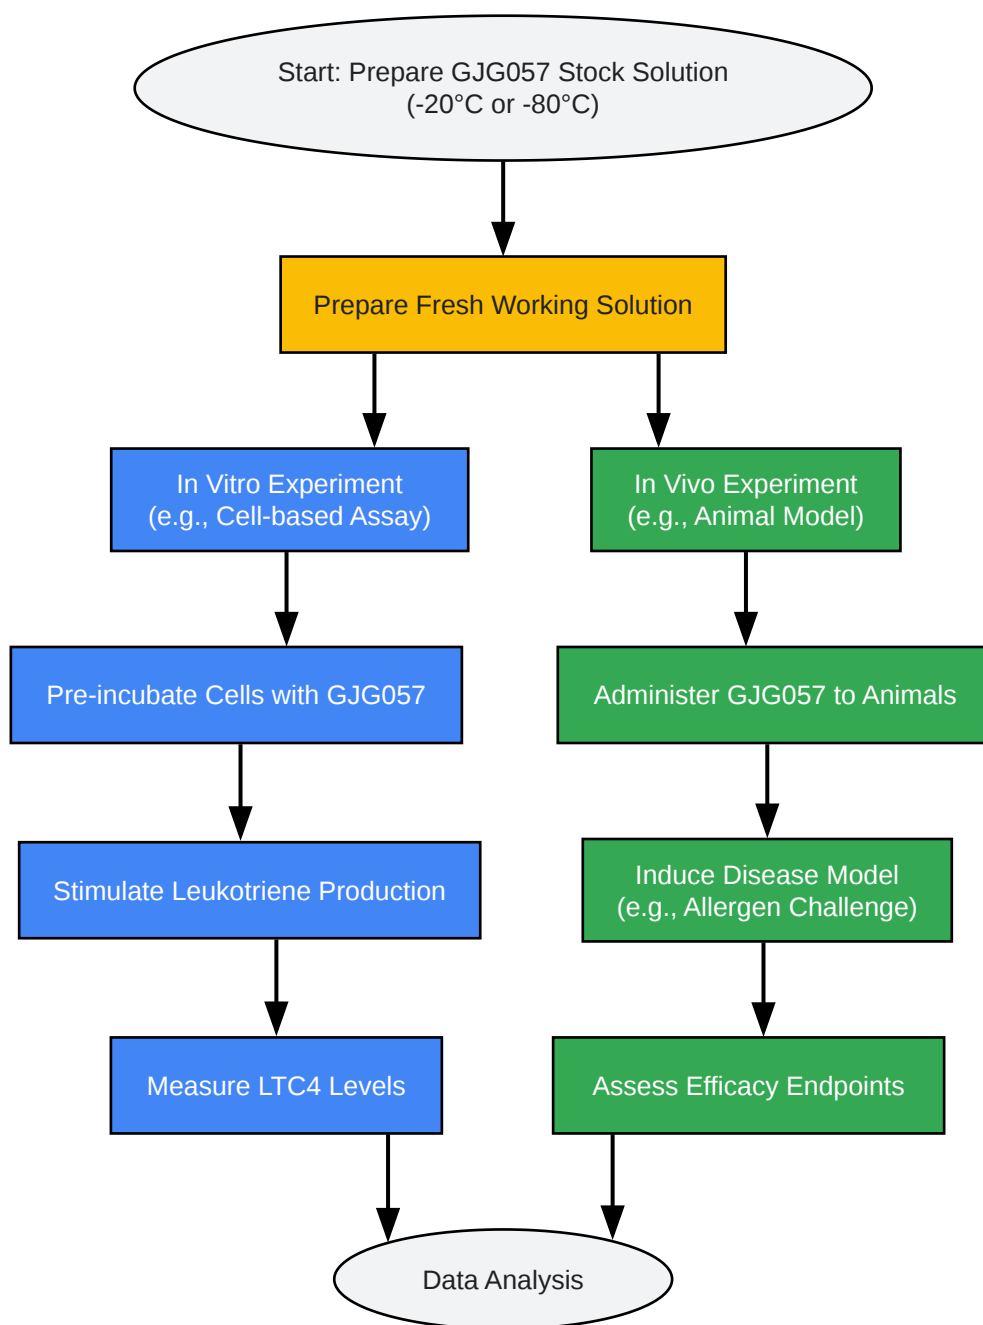 Start: Prepare GJG057 Stock Solution
(-20°C or -80°C)
Prepare Fresh Working Solution
In Vitro Experiment
(e.g., Cell-based Assay)
In Vivo Experiment
(e.g., Animal Model)
Pre-incubate Cells with GJG057
Administer GJG057 to Animals
Stimulate Leukotriene Production
Induce Disease Model
(e.g., Allergen Challenge)
Measure LTC4 Levels
Assess Efficacy Endpoints
Data Analysis